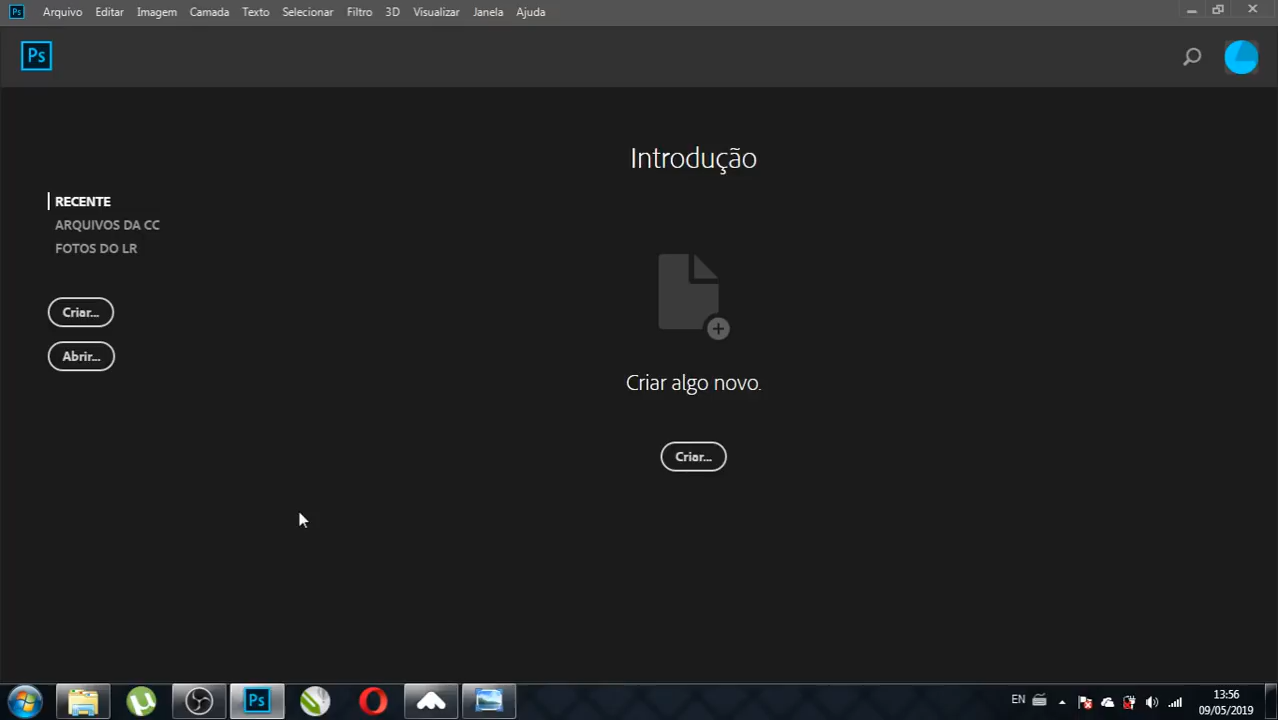 Ps Arquivo Editar Imagem Camada Texto Selecionar Filtro 3D Visualizar Janela Ajuda
Ps
Introdução
RECENTE
ARQUIVOS DA CC
FOTOS DO LR
Criar...
Abrir...
Criar algo novo.
Criar...
Ps
EN
13:56
09/05/2019